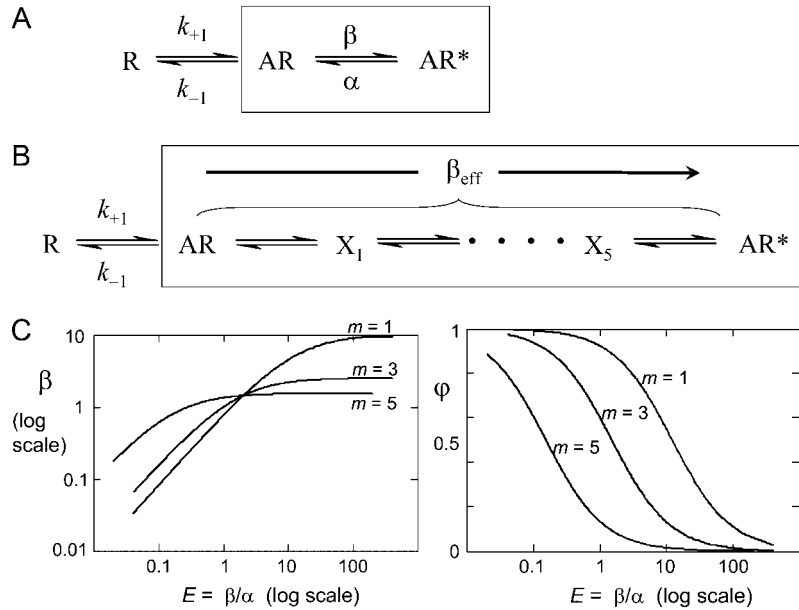 A
k+1
β
R AR AR*
k−1
α
B
βeff
k+1
R AR X1 • • • • X5 AR*
k−1
C
10
1
0.1
0.01
β
(log
scale)
m = 1
m = 3
m = 5
0.1 1 10 100
E = β/α (log scale)
1
φ
0.5
0
m = 1
m = 3
m = 5
0.1 1 10 100
E = β/α (log scale)